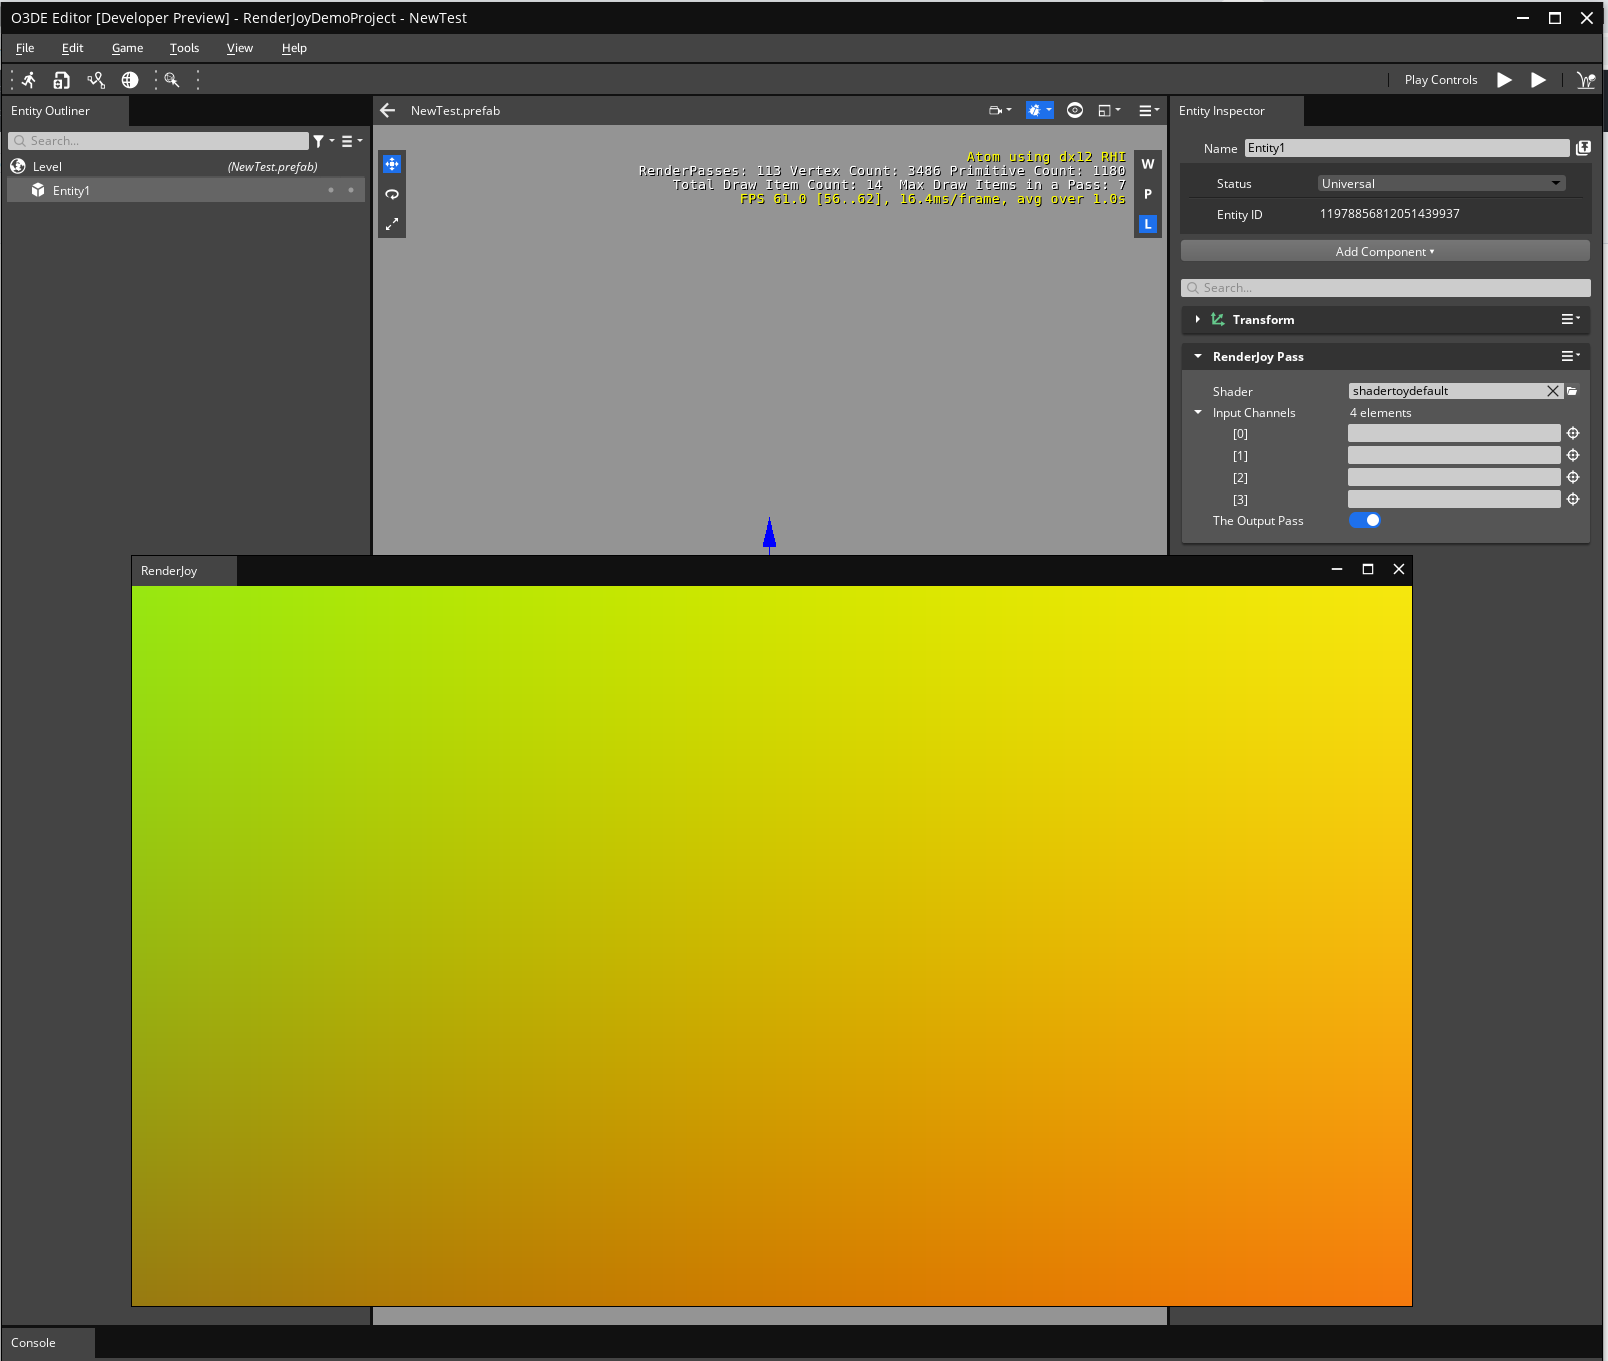 O3DE Editor [Developer Preview] - RenderJoyDemoProject - NewTest
File Edit Game Tools View Help
Play Controls
Entity Outliner
Search...
Level (NewTest.prefab)
Entity1
NewTest.prefab
Atom using dx12 RHI
RenderPasses: 113 Vertex Count: 3486 Primitive Count: 1180
Total Draw Item Count: 14 Max Draw Items in a Pass: 7
FPS 61.0 [56..62], 16.4ms/frame, avg over 1.0s
W
P
L
Entity Inspector
Name Entity1
Status Universal
Entity ID 11978856812051439937
Add Component
Search...
Transform
RenderJoy Pass
Shader shadertoydefault
Input Channels 4 elements
[0]
[1]
[2]
[3]
The Output Pass
RenderJoy
Console